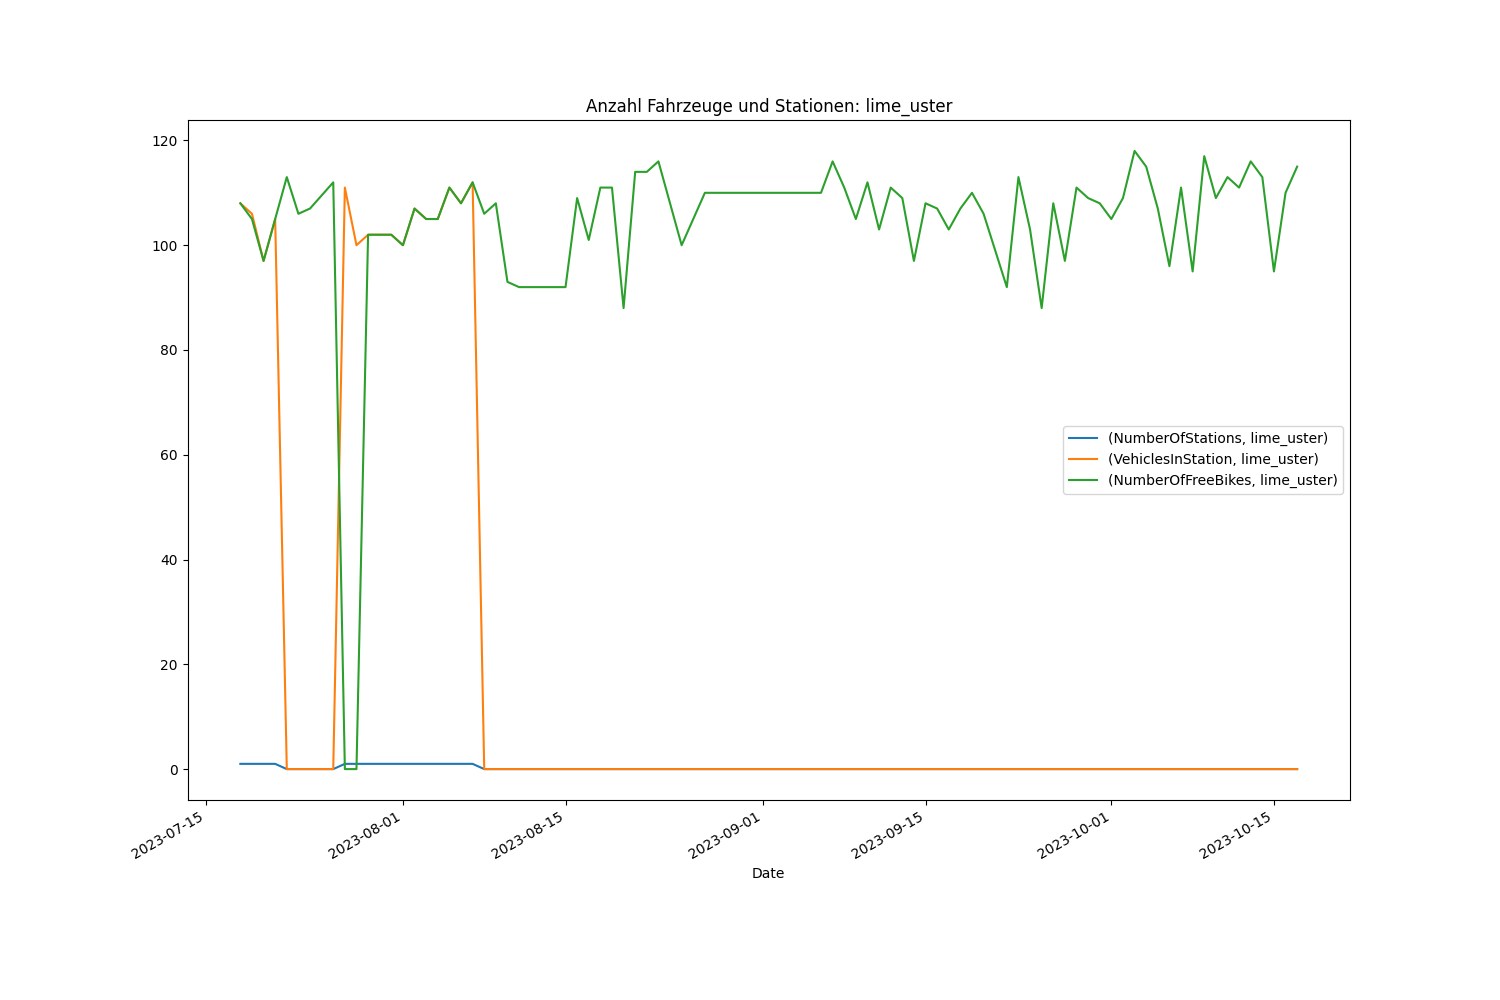 Anzahl Fahrzeuge und Stationen: lime_uster
120
100
80
60
40
20
0
(NumberOfStations, lime_uster)
(VehiclesInStation, lime_uster)
(NumberOfFreeBikes, lime_uster)
2023-07-15
2023-08-01
2023-08-15
2023-09-01
2023-09-15
2023-10-01
2023-10-15
Date